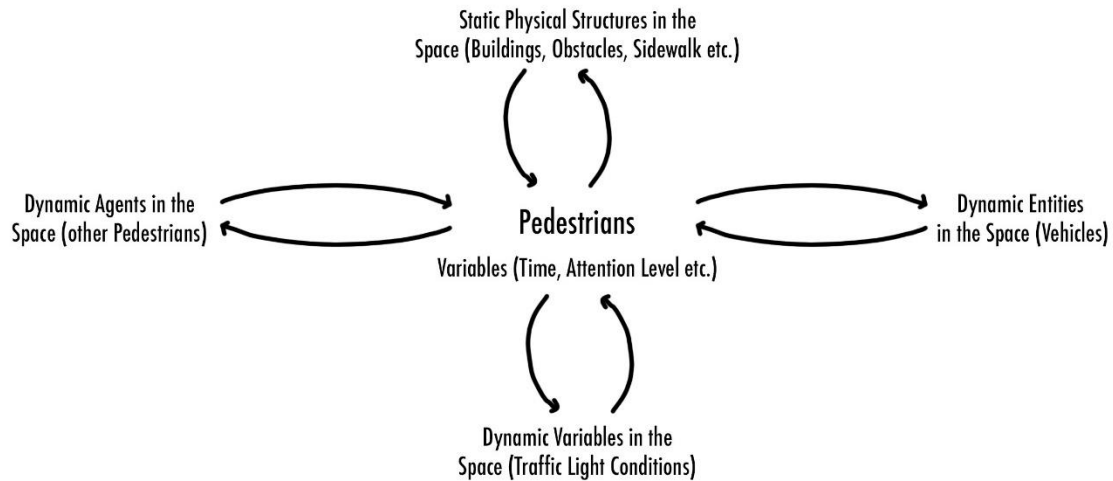 Static Physical Structures in the
Space (Buildings, Obstacles, Sidewalk etc.)
Dynamic Agents in the
Space (other Pedestrians)
Pedestrians
Variables (Time, Attention Level etc.)
Dynamic Entities
in the Space (Vehicles)
Dynamic Variables in the
Space (Traffic Light Conditions)